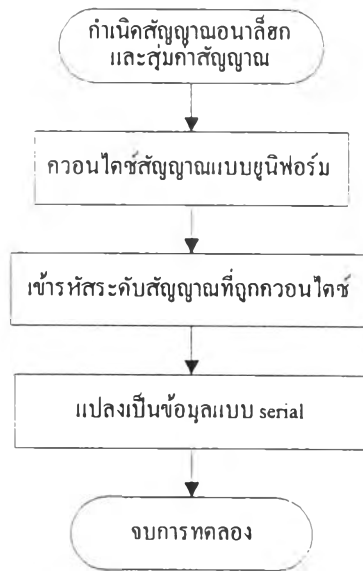 กำเนิดสัญญาณอนาล็อก
และสุ่มค่าสัญญาณ
ควอนไตซ์สัญญาณแบบยูนิฟอร์ม
เข้ารหัสระดับสัญญาณที่ถูกควอนไตซ์
แปลงเป็นข้อมูลแบบ serial
จบการทดลอง